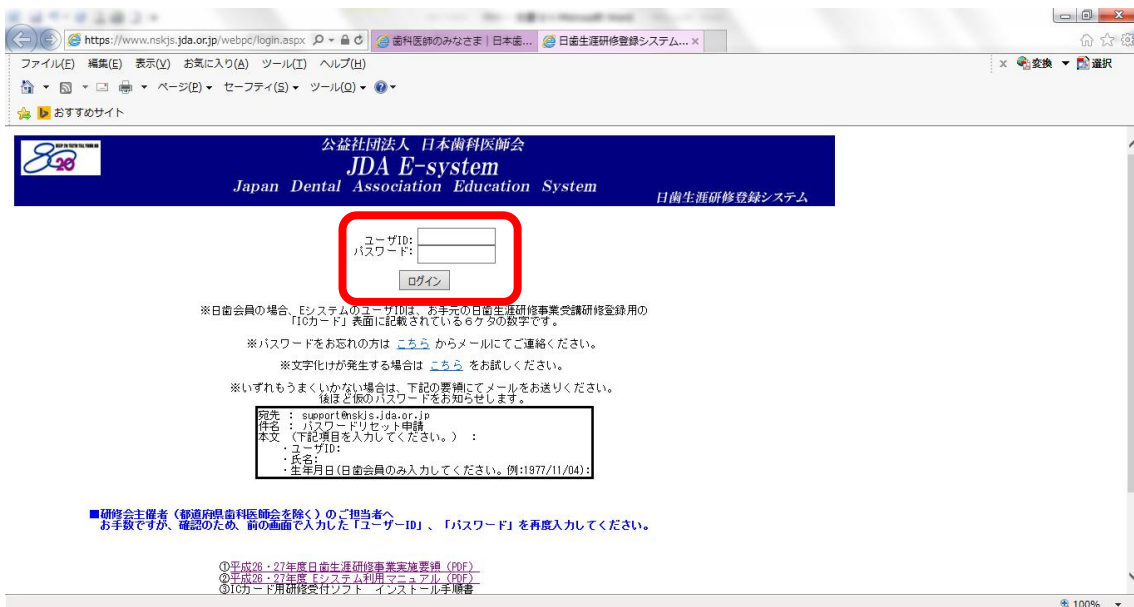 https://www.nskjs.jda.or.jp/webpc/login.aspx
歯科医師のみなさま｜日本歯...
日歯生涯研修登録システム... ×
ファイル(F) 編集(E) 表示(V) お気に入り(A) ツール(T) ヘルプ(H)
× 変換 ▼ 選択
ページ(P) ▼ セーフティ(S) ▼ ツール(O) ▼
おすすめサイト
8020
公益社団法人 日本歯科医師会
JDA E-system
Japan Dental Association Education System
日歯生涯研修登録システム
ユーザID:
パスワード:
ログイン
※日歯会員の場合、EシステムのユーザIDは、お手元の日歯生涯研修事業受講研修登録用の
「ICカード」表面に記載されている6ケタの数字です。
※パスワードをお忘れの方は こちら からメールにてご連絡ください。
※文字化けが発生する場合は こちら をお試しください。
※いずれもうまくいかない場合は、下記の要領にてメールをお送りください。
後ほど仮のパスワードをお知らせします。
宛先 : support@nskjs.jda.or.jp
件名 : パスワードリセット申請
本文 (下記項目を入力してください。) :
・ユーザID:
・氏名:
・生年月日(日歯会員のみ入力してください。例:1977/11/04):
■研修会主催者（都道府県歯科医師会を除く）のご担当者へ
お手数ですが、確認のため、前の画面で入力した「ユーザーID」、「パスワード」を再度入力してください。
①平成26・27年度日歯生涯研修事業実施要領（PDF）
②平成26・27年度 Eシステム利用マニュアル（PDF）
③ICカード用研修受付ソフト インストール手順書
100%